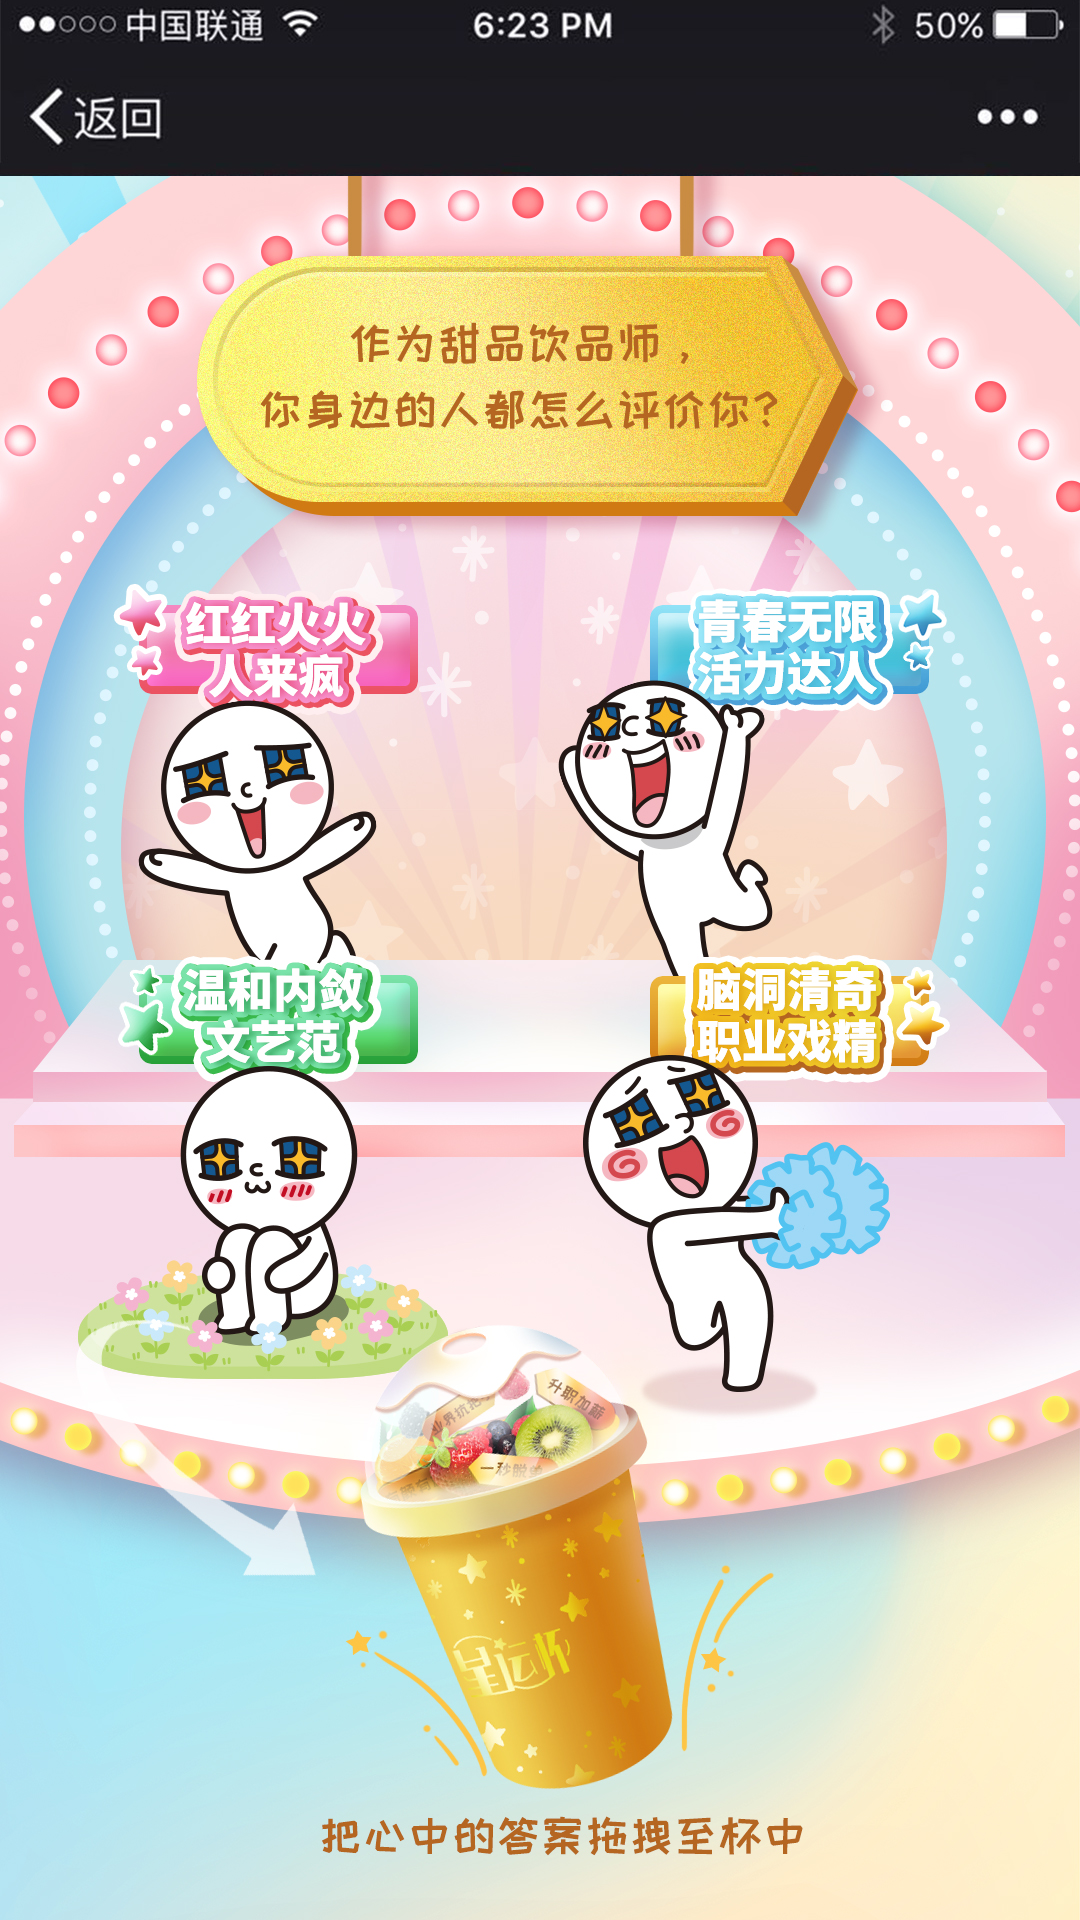 中国联通
6:23 PM
50%
返回
作为甜品饮品师，
你身边的人都怎么评价你?
红红火火
人来疯
青春无限
活力达人
温和内敛
文艺范
脑洞清奇
职业戏精
升职加薪
一秒脱单
星运杯
把心中的答案拖拽至杯中